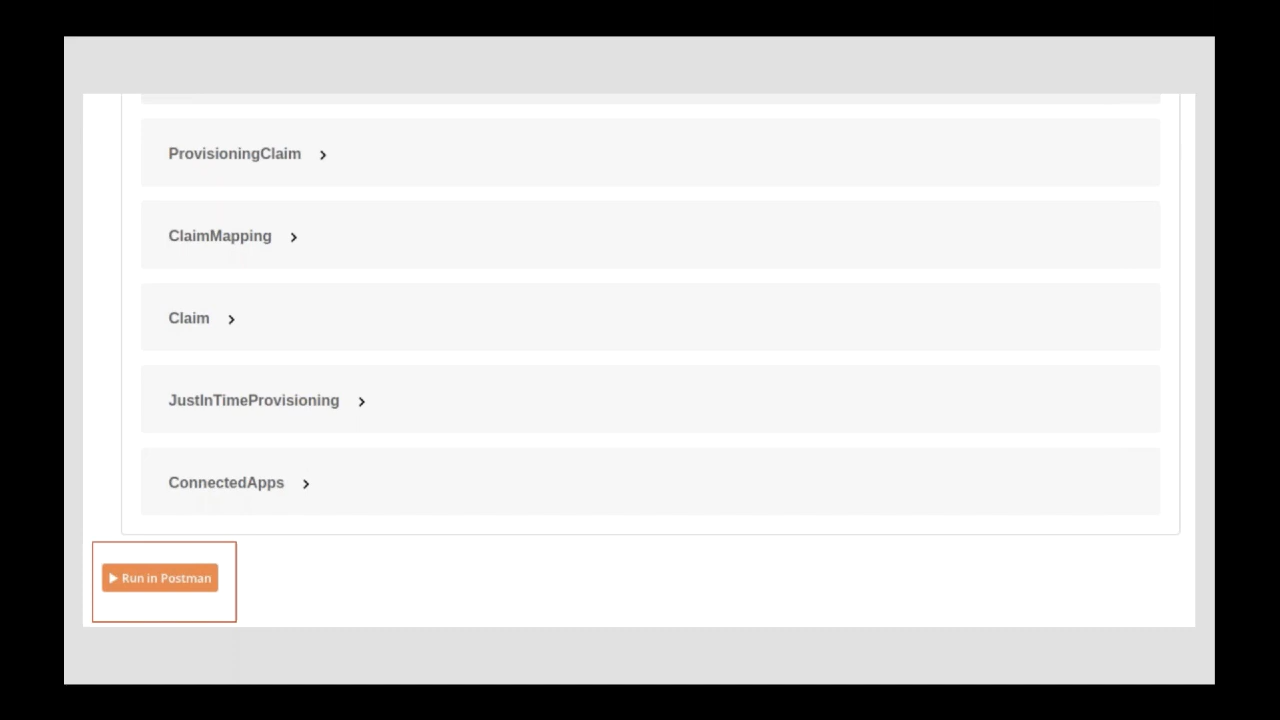 ProvisioningClaim
ClaimMapping
Claim
JustInTimeProvisioning
ConnectedApps
Run in Postman